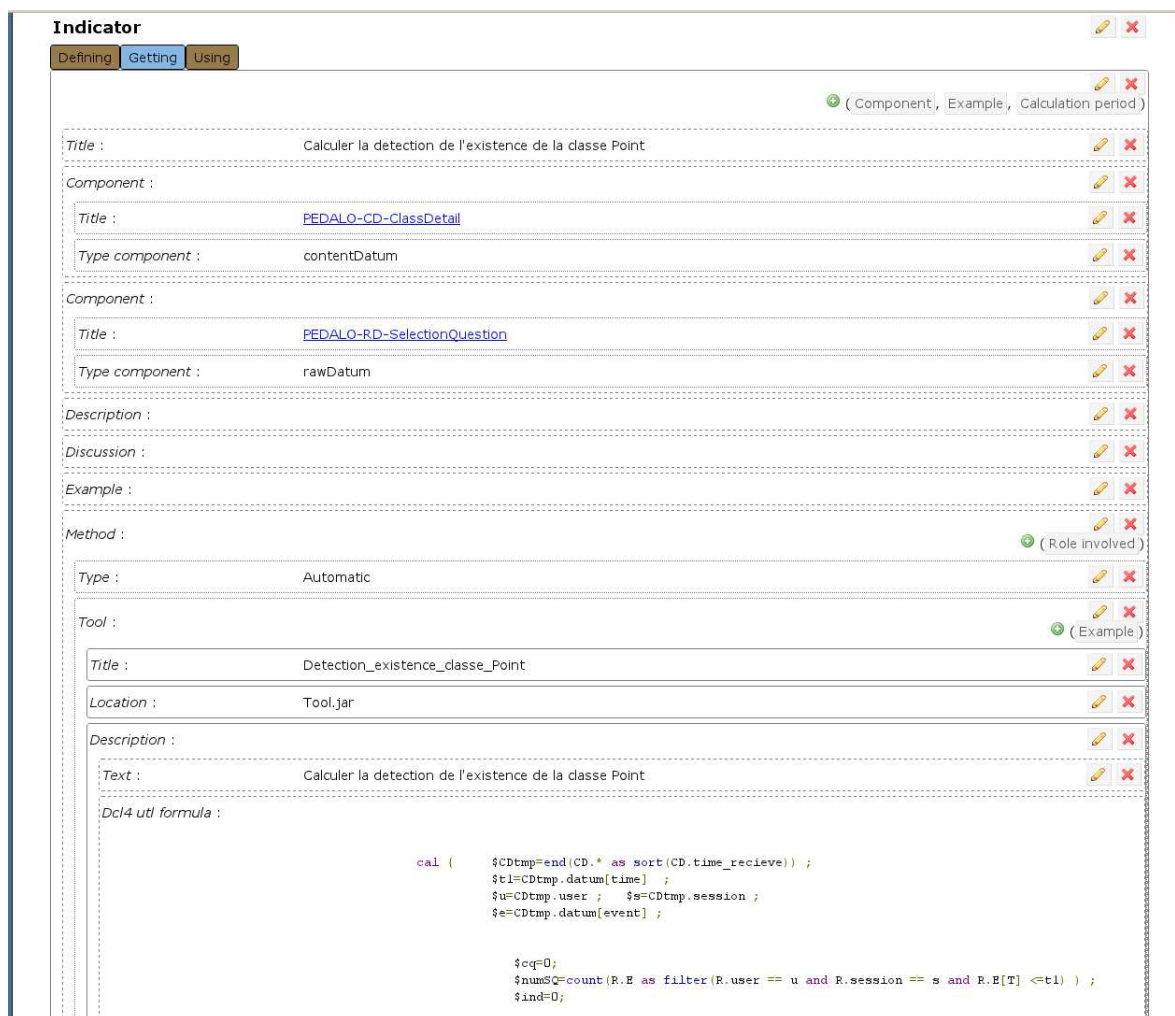 Indicator
Defining Getting Using
( Component , Example , Calculation period )
Title : Calculer la detection de l'existence de la classe Point
Component :
Title : PEDALO-CD-ClassDetail
Type component : contentDatum
Component :
Title : PEDALO-RD-SelectionQuestion
Type component : rawDatum
Description :
Discussion :
Example :
Method :
( Role involved )
Type : Automatic
Tool :
( Example )
Title : Detection_existence_classe_Point
Location : Tool.jar
Description :
Text : Calculer la detection de l'existence de la classe Point
Dcl4 utl formula :
cal ( $CDtmp=end(CD.* as sort(CD.time_recieve)) ;
$t1=CDtmp.datum[time] ;
$u=CDtmp.user ; $s=CDtmp.session ;
$e=CDtmp.datum[event] ;
$cq=0;
$numSQ=count(R.E as filter(R.user == u and R.session == s and R.E[T] <=t1) ) ;
$ind=0;